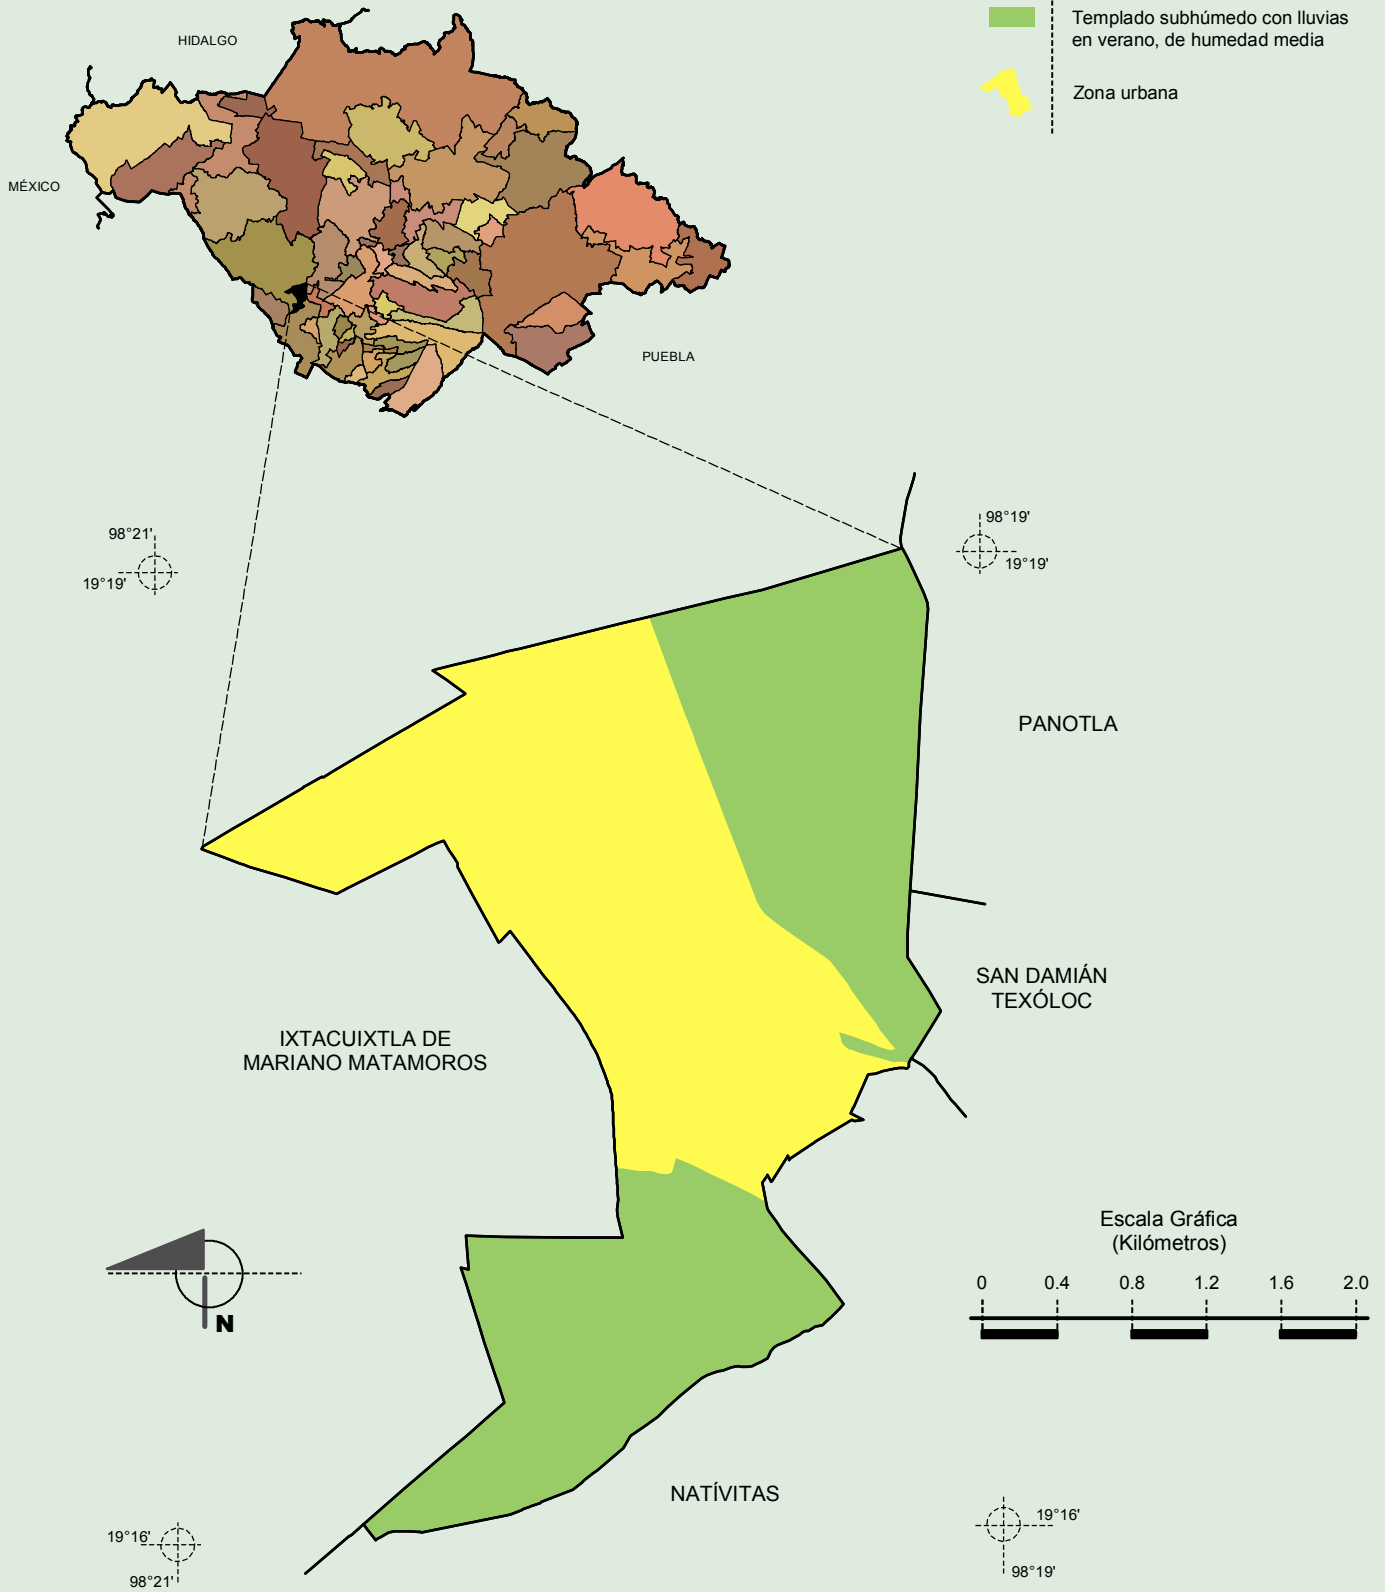 HIDALGO
MÉXICO
PUEBLA
Templado subhúmedo con lluvias
en verano, de humedad media
Zona urbana
98°21'
19°19'
98°19'
19°19'
PANOTLA
SAN DAMIÁN
TEXÓLOC
IXTACUIXTLA DE
MARIANO MATAMOROS
N
Escala Gráfica
(Kilómetros)
0 0.4 0.8 1.2 1.6 2.0
NATÍVITAS
19°16'
98°21'
19°16'
98°19'